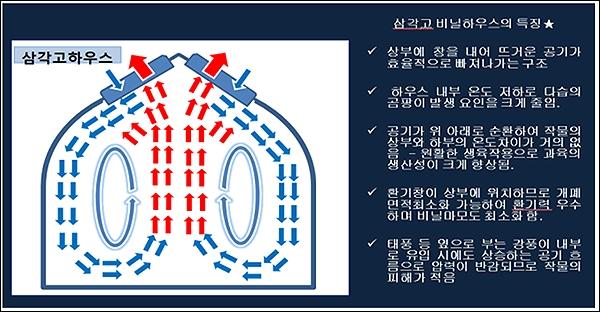 삼각고하우스
삼각고 비닐하우스의 특징★
✓ 상부에 창을 내어 뜨거운 공기가
효율적으로 빠져나가는 구조
✓ 하우스 내부 온도 저하로 다습의
곰팡이 발생 요인을 크게 줄임.
✓ 공기가 위 아래로 순환하여 작물의
상부와 하부의 온도차이가 거의 없
음 – 원활한 생육작용으로 과육의
생산성이 크게 향상됨.
✓ 환기창이 상부에 위치하므로 개폐
면적최소화 가능하여 환기력 우수
하며 비닐마모도 최소화 함.
✓ 태풍 등 옆으로 부는 강풍이 내부
로 유입 시에도 상승하는 공기 흐
름으로 압력이 반감되므로 작물의
피해가 적음